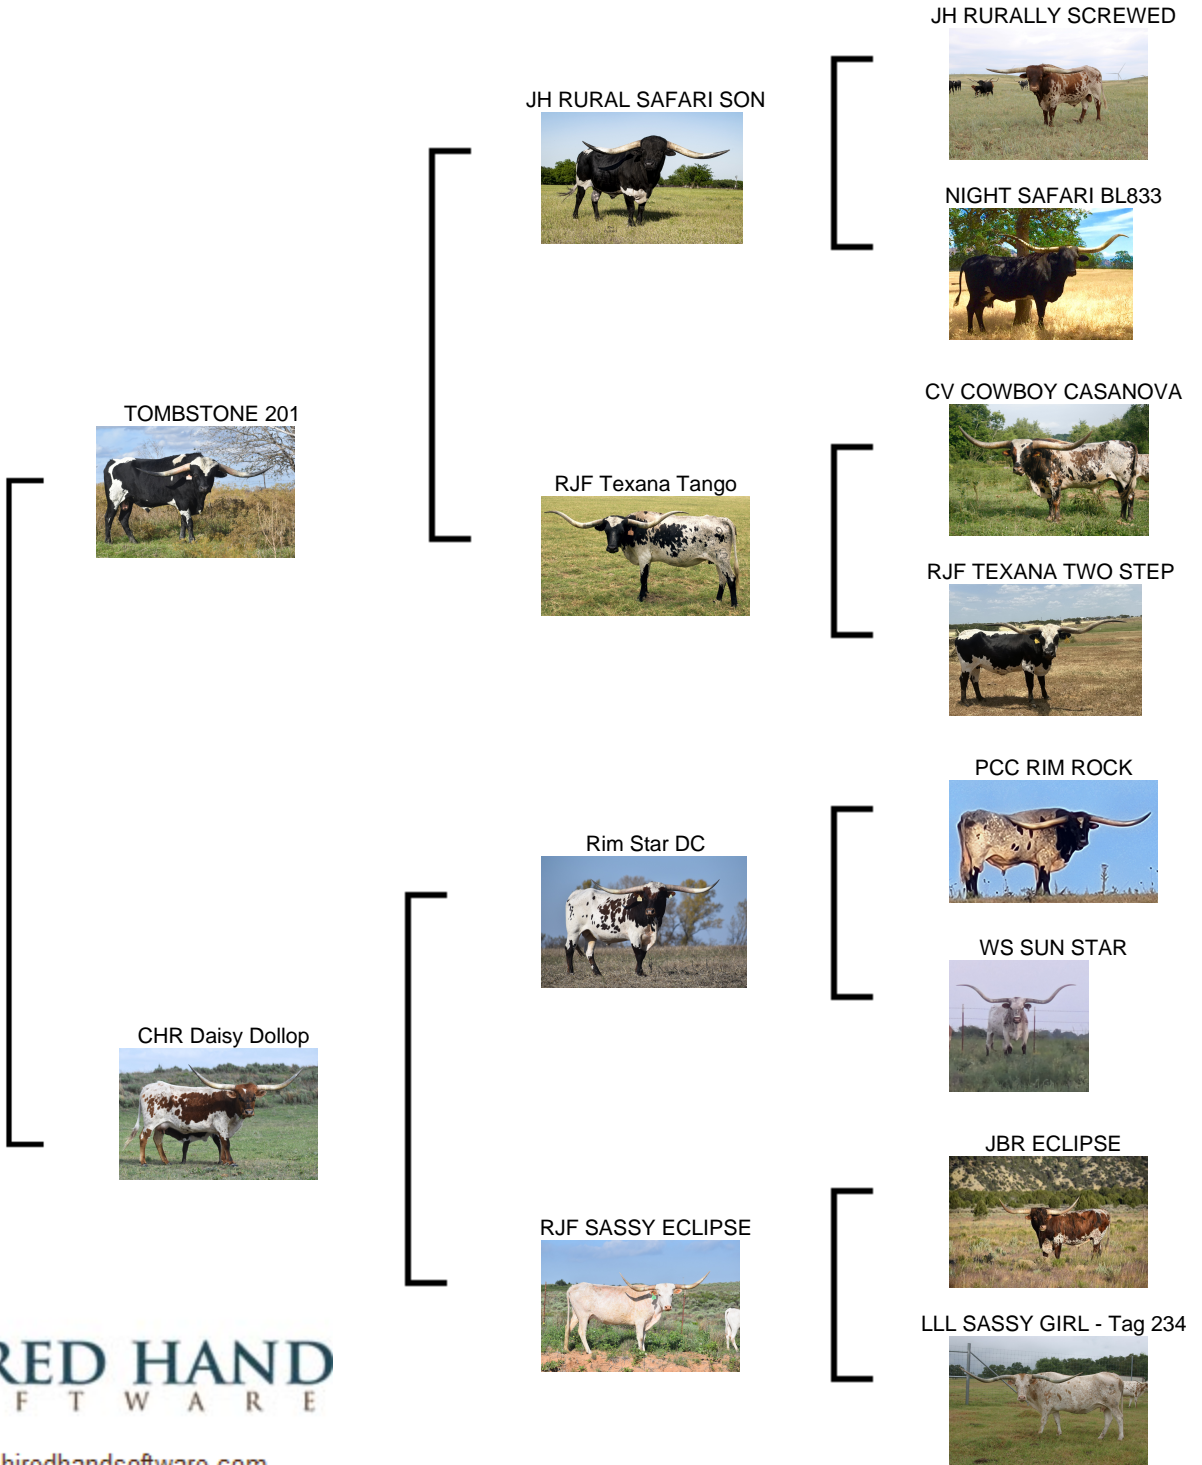 JH RURALLY SCREWED
JH RURAL SAFARI SON
NIGHT SAFARI BL833
TOMBSTONE 201
CV COWBOY CASANOVA
RJF Texana Tango
RJF TEXANA TWO STEP
PCC RIM ROCK
Rim Star DC
WS SUN STAR
CHR Daisy Dollop
JBR ECLIPSE
RJF SASSY ECLIPSE
LLL SASSY GIRL - Tag 234
RED HAND
F T W A R E
hiredhandsoftware.com